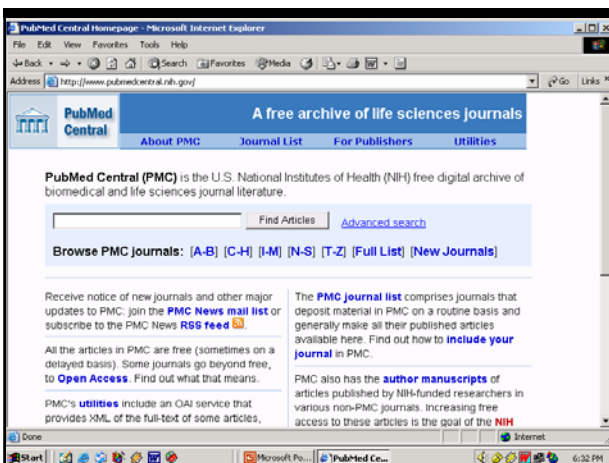 PubMed Central Homepage - Microsoft Internet Explorer
File Edit View Favorites Tools Help
Back Search Favorites Media
Address http://www.pubmedcentral.nih.gov/ Go Links »
PubMed Central
A free archive of life sciences journals
About PMC Journal List For Publishers Utilities
PubMed Central (PMC) is the U.S. National Institutes of Health (NIH) free digital archive of
biomedical and life sciences journal literature.
Find Articles Advanced search
Browse PMC journals: [A-B] [C-H] [I-M] [N-S] [T-Z] [Full List] [New Journals]
Receive notice of new journals and other major
updates to PMC; join the PMC News mail list or
subscribe to the PMC News RSS feed
All the articles in PMC are free (sometimes on a
delayed basis). Some journals go beyond free,
to Open Access. Find out what that means.
PMC's utilities include an OAI service that
provides XML of the full-text of some articles,
The PMC journal list comprises journals that
deposit material in PMC on a routine basis and
generally make all their published articles
available here. Find out how to include your
journal in PMC.
PMC also has the author manuscripts of
articles published by NIH-funded researchers in
various non-PMC journals. Increasing free
access to these articles is the goal of the NIH
Done Internet
Start Microsoft Po... PubMed Ce... 6:32 PM